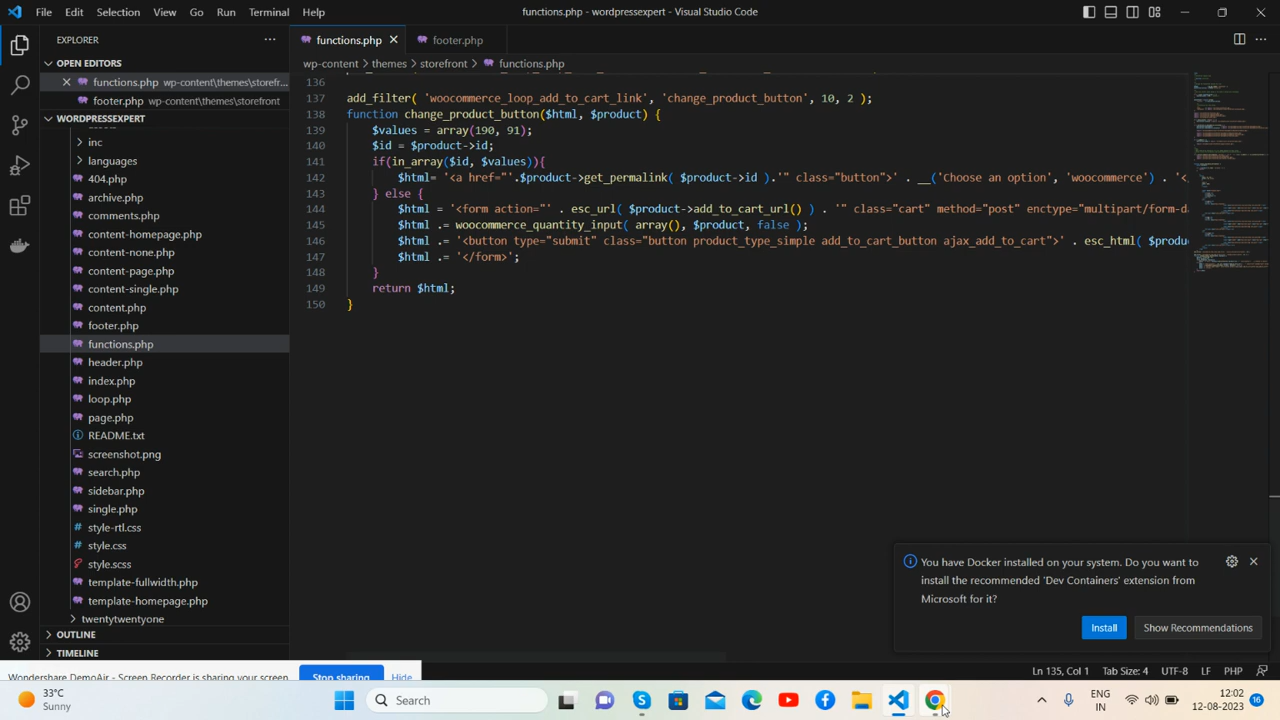 File Edit Selection View Go Run Terminal Help
functions.php - wordpressexpert - Visual Studio Code
EXPLORER
OPEN EDITORS
functions.php wp-content\themes\storefr...
footer.php wp-content\themes\storefront
WORDPRESSEXPERT
inc
languages
404.php
archive.php
comments.php
content-homepage.php
content-none.php
content-page.php
content-single.php
content.php
footer.php
functions.php
header.php
index.php
loop.php
page.php
README.txt
screenshot.png
search.php
sidebar.php
single.php
style-rtl.css
style.css
style.scss
template-fullwidth.php
template-homepage.php
twentytwentyone
OUTLINE
TIMELINE
functions.php
footer.php
wp-content > themes > storefront > functions.php
136
137 add_filter( 'woocommerce_loop_add_to_cart_link', 'change_product_button', 10, 2 );
138 function change_product_button($html, $product) {
139 $values = array(190, 91);
140 $id = $product->id;
141 if(in_array($id, $values)){
142 $html= '<a href="'.$product->get_permalink( $product->id ).'" class="button">' . __('Choose an option', 'woocommerce') . '</
143 } else {
144 $html = '<form action="' . esc_url( $product->add_to_cart_url() ) . '" class="cart" method="post" enctype="multipart/form-d
145 $html .= woocommerce_quantity_input( array(), $product, false );
146 $html .= '<button type="submit" class="button product_type_simple add_to_cart_button ajax_add_to_cart">' . esc_html( $produ
147 $html .= '</form>';
148 }
149 return $html;
150 }
You have Docker installed on your system. Do you want to
install the recommended 'Dev Containers' extension from
Microsoft for it?
Install Show Recommendations
Wondershare DemoAir - Screen Recorder is sharing your screen.
Stop sharing Hide
Ln 135, Col 1 Tab Size: 4 UTF-8 LF PHP
33°C
Sunny
Search
ENG
IN
12:02
12-08-2023
16